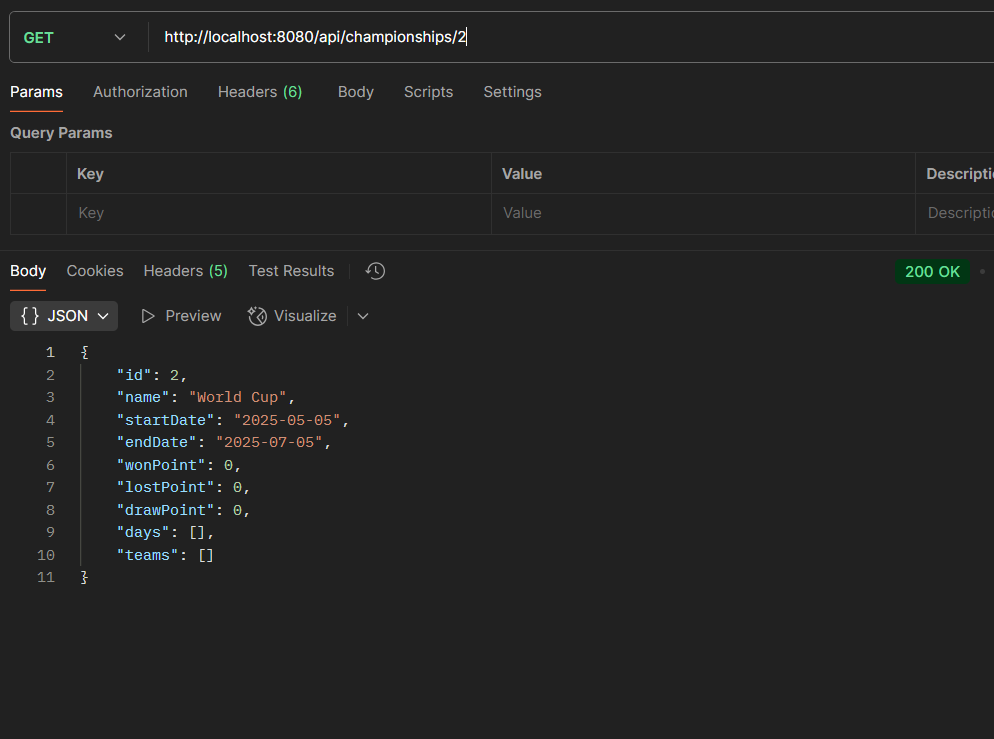 GET http://localhost:8080/api/championships/2
Params Authorization Headers (6) Body Scripts Settings
Query Params
Key Value Descripti
Key Value Descriptio
Body Cookies Headers (5) Test Results 200 OK
{} JSON Preview Visualize
1 {
2 "id": 2,
3 "name": "World Cup",
4 "startDate": "2025-05-05",
5 "endDate": "2025-07-05",
6 "wonPoint": 0,
7 "lostPoint": 0,
8 "drawPoint": 0,
9 "days": [],
10 "teams": []
11 }